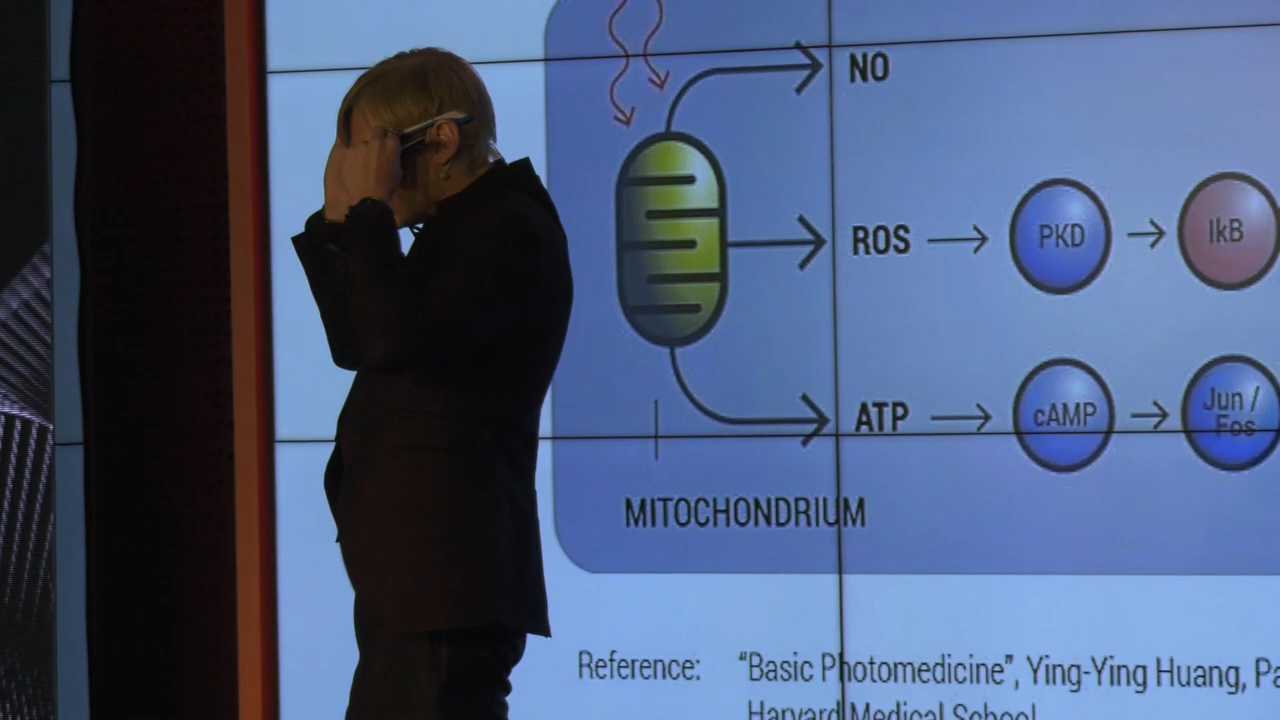 NO
ROS PKD IkB
ATP cAMP Jun /
Fos
MITOCHONDRIUM
Reference: "Basic Photomedicine", Ying-Ying Huang, Pa
Harvard Medical School